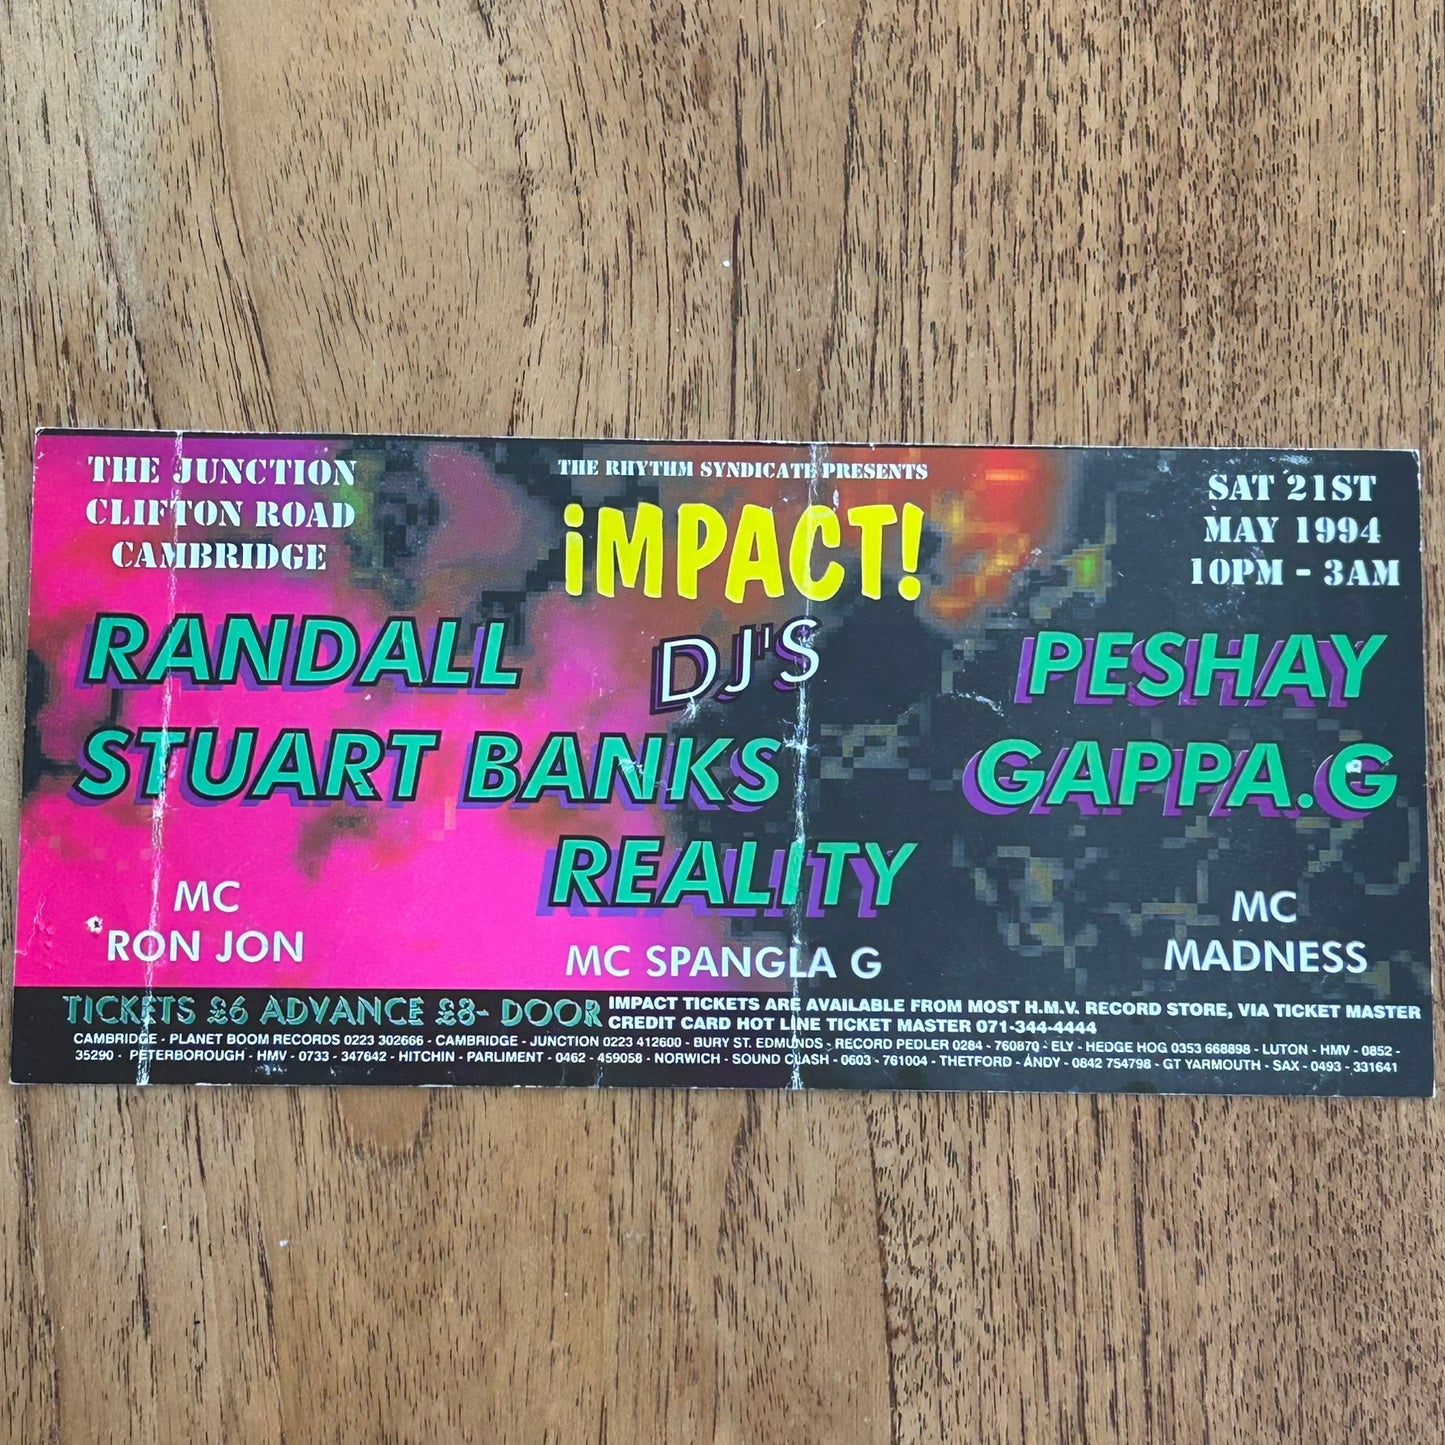 THE JUNCTION
CLIFTON ROAD
CAMBRIDGE
THE RHYTHM SYNDICATE PRESENTS
iMPACT!
SAT 21ST
MAY 1994
10PM - 3AM
RANDALL
DJ'S
PESHAY
STUART BANKS
GAPPA.G
REALITY
MC
RON JON
MC SPANGLA G
MC
MADNESS
TICKETS £6 ADVANCE £8- DOOR
IMPACT TICKETS ARE AVAILABLE FROM MOST H.M.V. RECORD STORE, VIA TICKET MASTER
CREDIT CARD HOT LINE TICKET MASTER 071-344-4444
CAMBRIDGE - PLANET BOOM RECORDS 0223 302666 - CAMBRIDGE - JUNCTION 0223 412600 - BURY ST. EDMUNDS - RECORD PEDLER 0284 - 760870 - ELY - HEDGE HOG 0353 668898 - LUTON - HMV - 0852 -
35290 - PETERBOROUGH - HMV - 0733 - 347642 - HITCHIN - PARLIMENT - 0462 - 459058 - NORWICH - SOUND CLASH - 0603 - 761004 - THETFORD - ANDY - 0842 754798 - GT YARMOUTH - SAX - 0493 - 331641